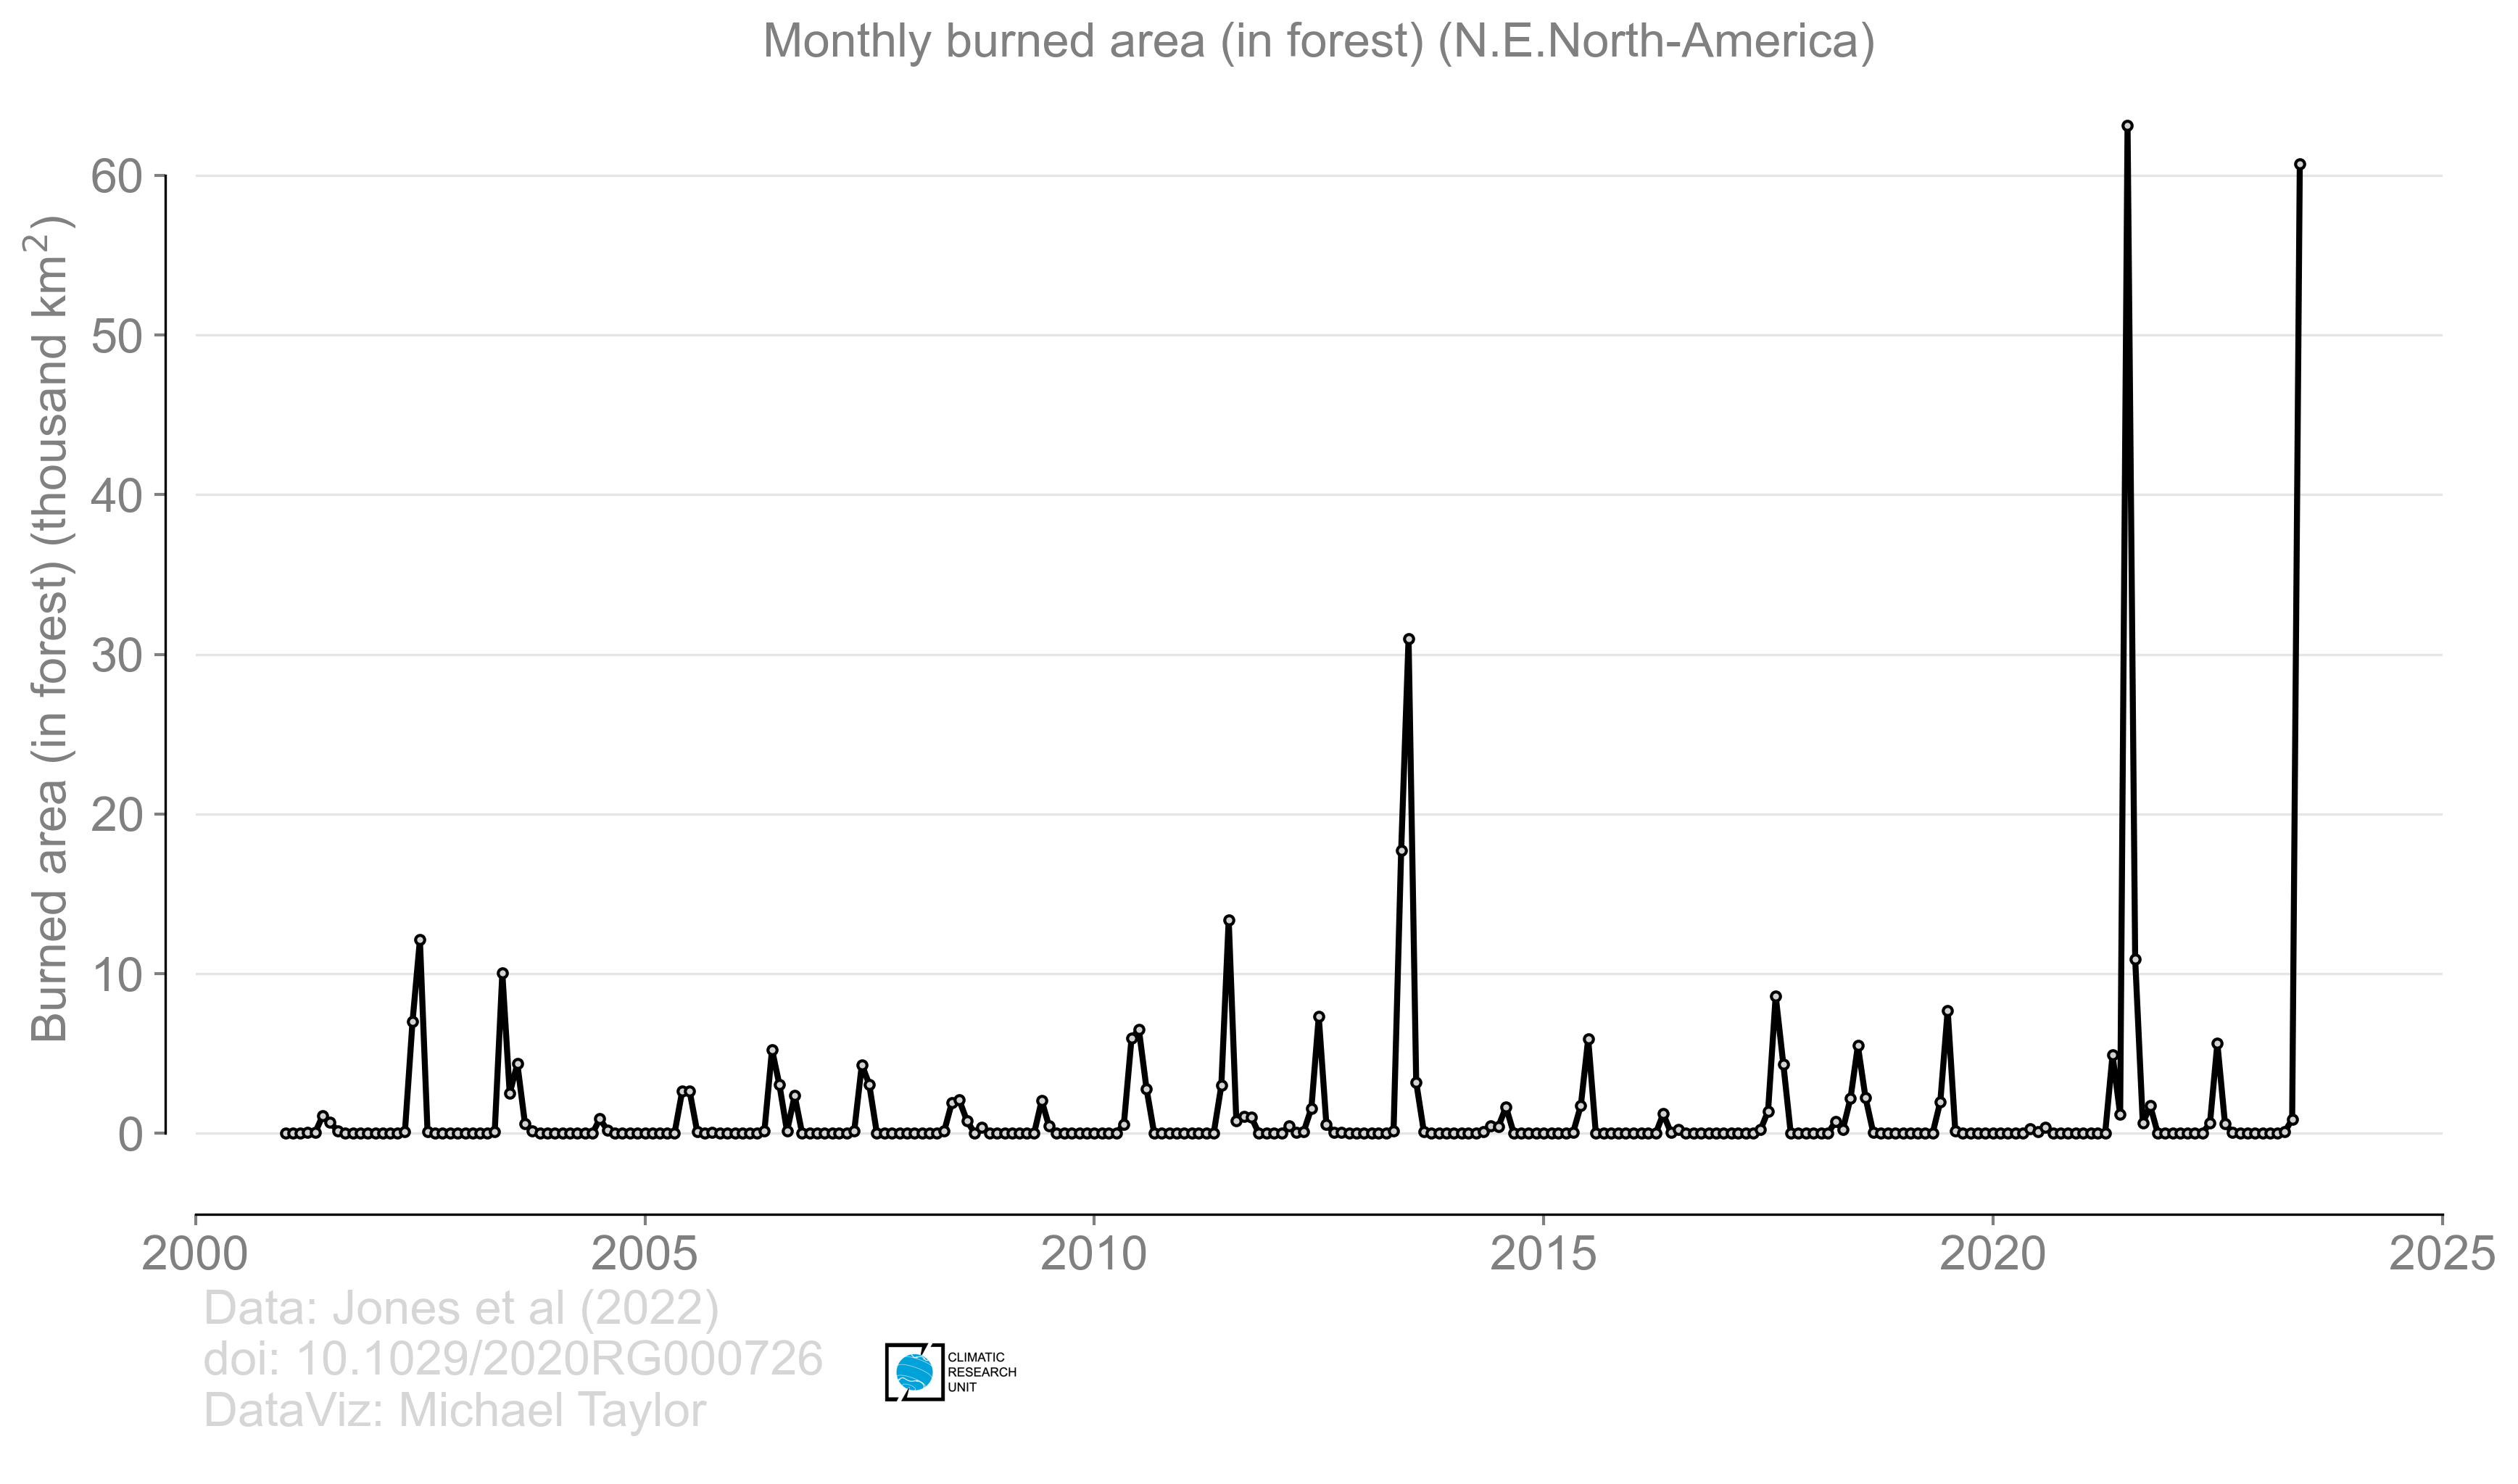 Monthly burned area (in forest) (N.E.North-America)
Burned area (in forest) (thousand km²)
60
50
40
30
20
10
0
2000 2005 2010 2015 2020 2025
Data: Jones et al (2022)
doi: 10.1029/2020RG000726
DataViz: Michael Taylor
CLIMATIC
RESEARCH
UNIT